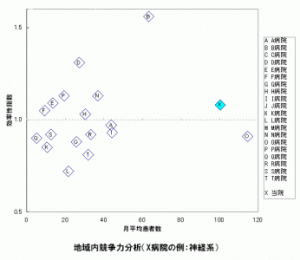 1.5
1.0
0.5
0
20
40
60
80
100
120
効率性指数
月平均患者数
A A病院
B B病院
C C病院
D D病院
E E病院
F F病院
G G病院
H H病院
I I病院
J J病院
K K病院
L L病院
M M病院
N N病院
O O病院
P P病院
Q Q病院
R R病院
S S病院
T T病院
X 当院
地域内競争力分析(X病院の例:神経系)